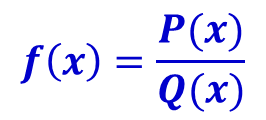 f(x) = P(x)/Q(x)